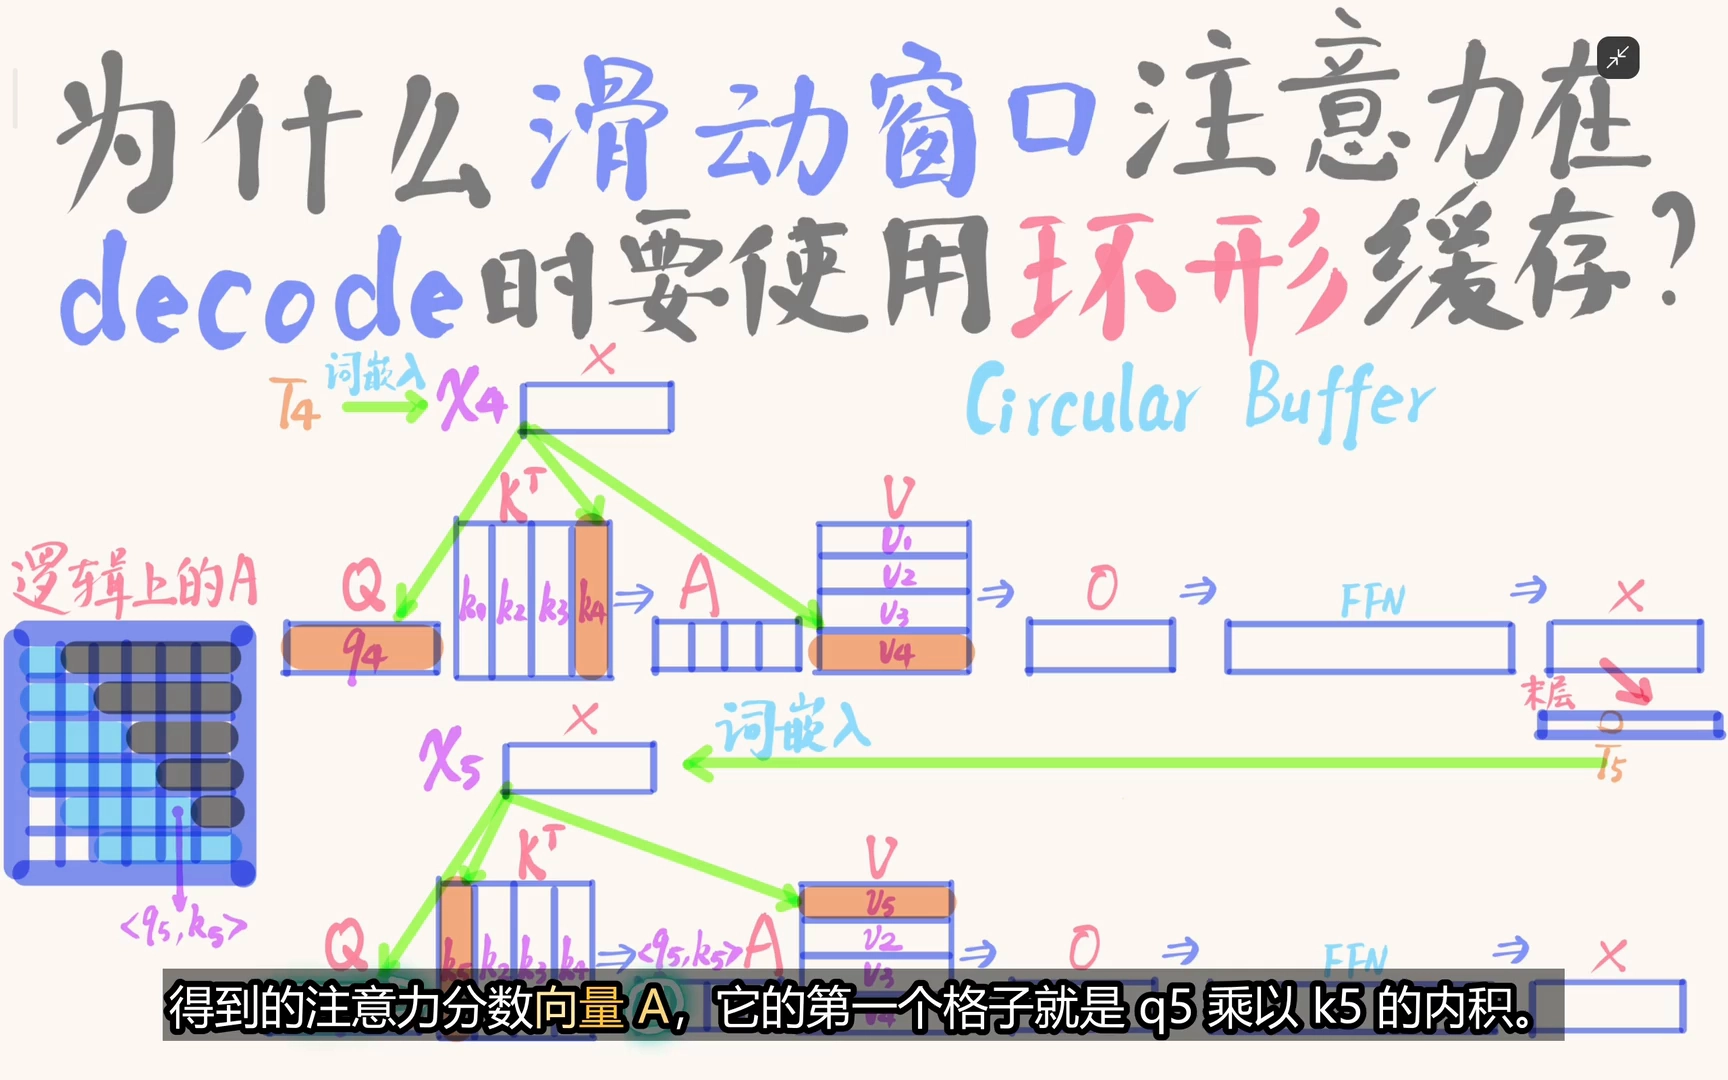 为什么滑动窗口注意力在
decode时要使用环形缓存?
T4 词嵌入 X4 X
Circular Buffer
K^T
V
逻辑上的A
Q
q4
k1 k2 k3 k4
A
v1
v2
v3
v4
O
FFN
X
末层
O
T5
词嵌入
X5 X
<q5,k5>
K^T
V
Q
k5 k2 k3 k4
<q5,k5> A
v5
v2
v3
v4
O
FFN
X
得到的注意力分数向量 A，它的第一个格子就是 q5 乘以 k5 的内积。